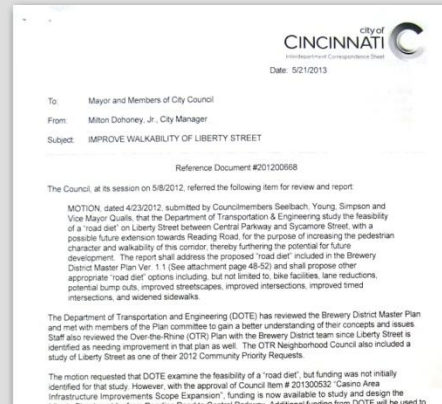 city of
CINCINNATI
Interdepartment Correspondence Sheet
Date: 5/21/2013
To: Mayor and Members of City Council
From: Milton Dohoney, Jr., City Manager
Subject: IMPROVE WALKABILITY OF LIBERTY STREET
Reference Document #201200668
The Council, at its session on 5/8/2012, referred the following item for review and report:
MOTION, dated 4/23/2012, submitted by Councilmembers Seelbach, Young, Simpson and
Vice Mayor Qualls, that the Department of Transportation & Engineering study the feasibility
of a "road diet" on Liberty Street between Central Parkway and Sycamore Street, with a
possible future extension towards Reading Road, for the purpose of increasing the pedestrian
character and walkability of this corridor, thereby furthering the potential for future
development. The report shall address the proposed "road diet" included in the Brewery
District Master Plan Ver. 1.1 (See attachment page 48-52) and shall propose other
appropriate "road diet" options including, but not limited to, bike facilities, lane reductions,
potential bump outs, improved streetscapes, improved intersections, improved timed
intersections, and widened sidewalks.
The Department of Transportation and Engineering (DOTE) has reviewed the Brewery District Master Plan
and met with members of the Plan committee to gain a better understanding of their concepts and issues.
Staff also reviewed the Over-the-Rhine (OTR) Plan with the Brewery District team since Liberty Street is
identified as needing improvement in that plan as well. The OTR Neighborhood Council also included a
study of Liberty Street as one of their 2012 Community Priority Requests.
The motion requested that DOTE examine the feasibility of a "road diet", but funding was not initially
identified for that study. However, with the approval of Council Item # 201300532 "Casino Area
Infrastructure Improvements Scope Expansion", funding is now available to study and design the
Reading Road to Central Parkway. Additional funding from DOTE will be used to